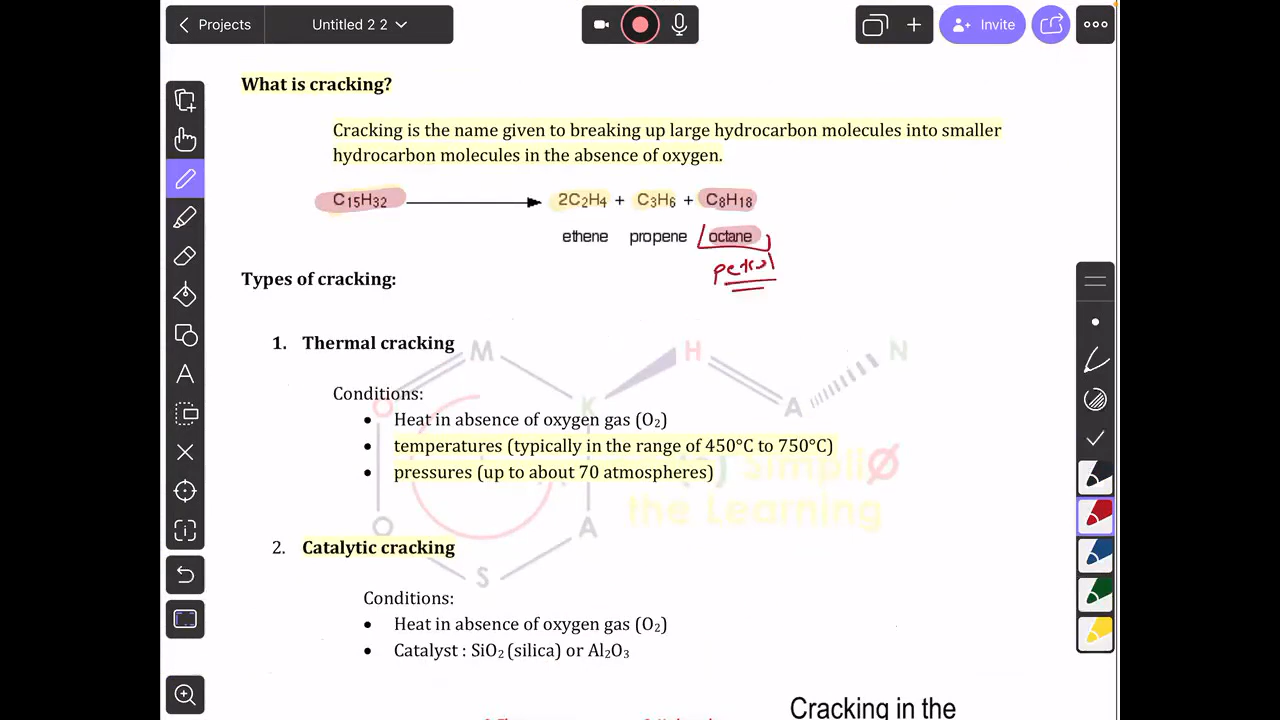 Projects
Untitled 2 2
Invite
What is cracking?
Cracking is the name given to breaking up large hydrocarbon molecules into smaller
hydrocarbon molecules in the absence of oxygen.
C₁₅H₃₂ 2C₂H₄ + C₃H₆ + C₈H₁₈
ethene propene octane
petrol
Types of cracking:
1. Thermal cracking
Conditions:
• Heat in absence of oxygen gas (O₂)
• temperatures (typically in the range of 450°C to 750°C)
• pressures (up to about 70 atmospheres)
2. Catalytic cracking
Conditions:
• Heat in absence of oxygen gas (O₂)
• Catalyst : SiO₂ (silica) or Al₂O₃
Cracking in the
M H N
O K A
O A
S
Simpli
the Learning
A